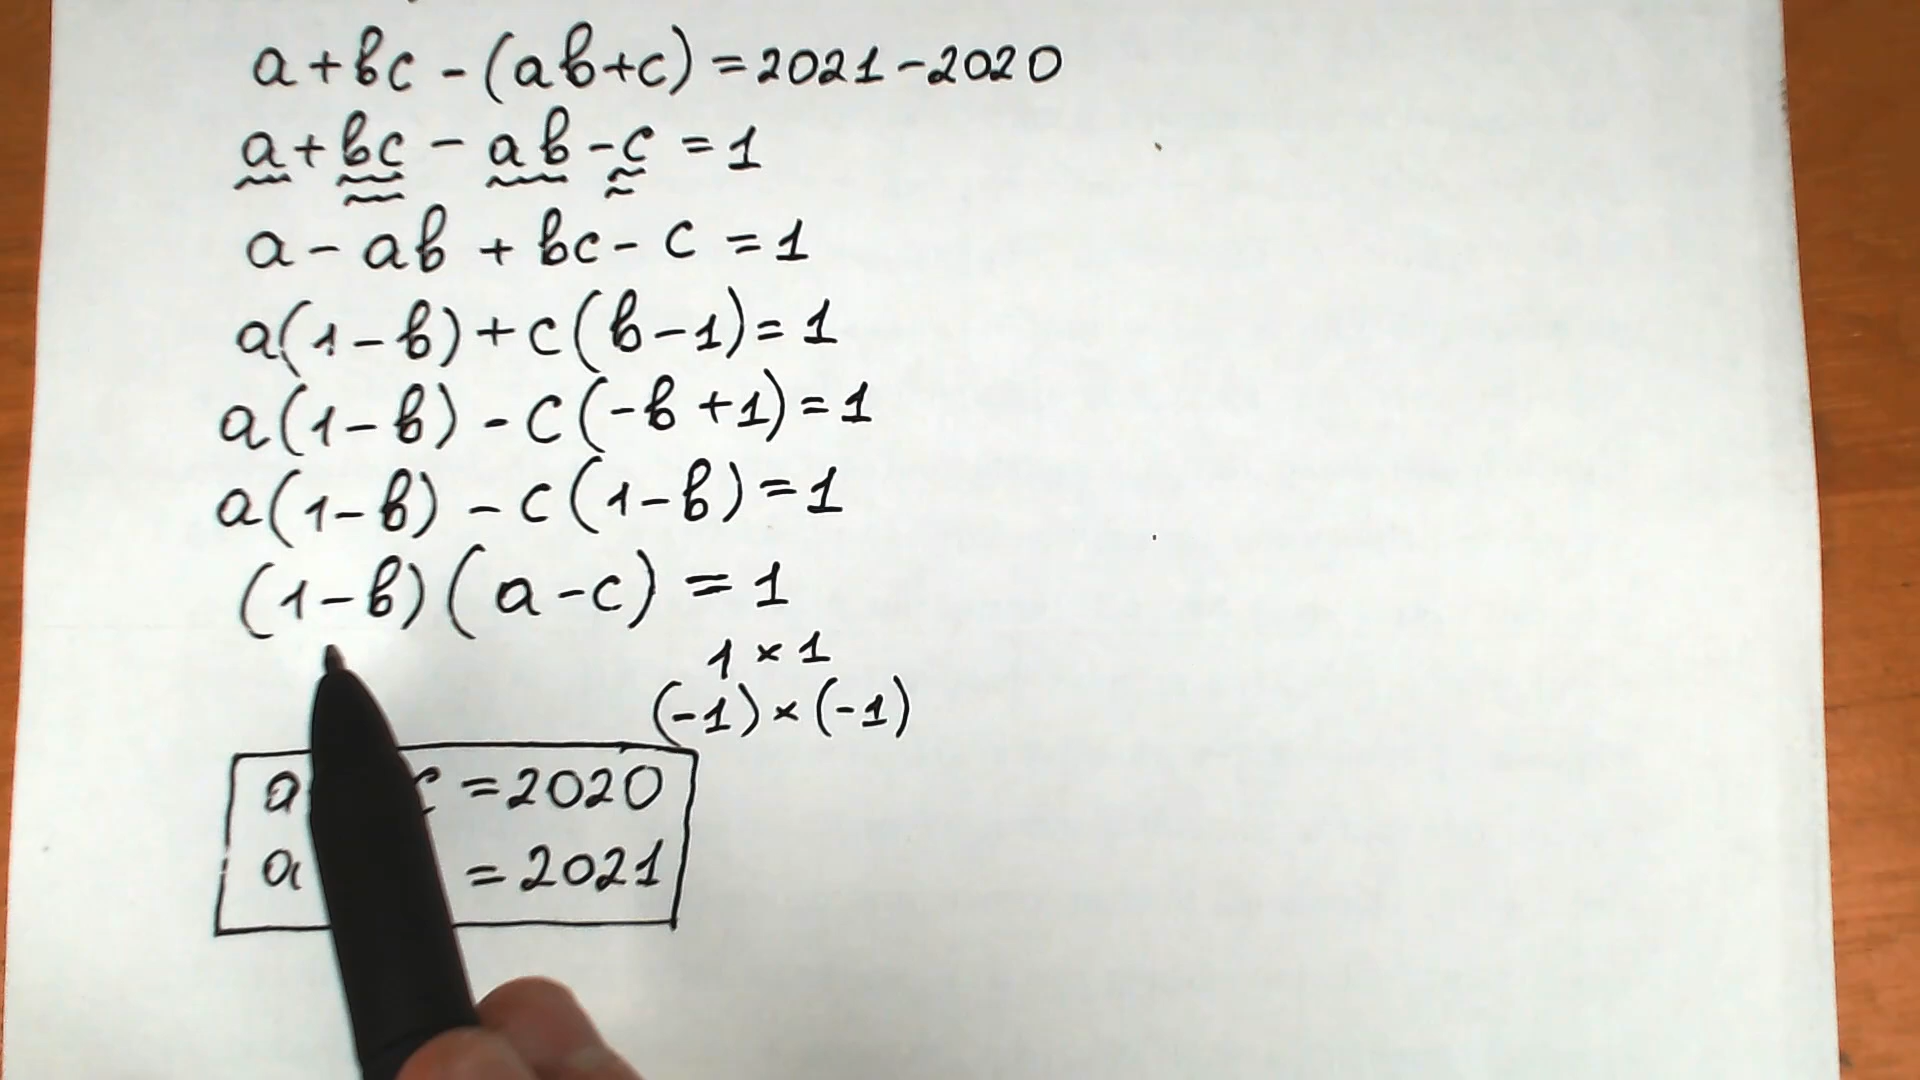 a+bc-(ab+c)=2021-2020
a+bc-ab-c=1
a-ab+bc-c=1
a(1-b)+c(b-1)=1
a(1-b)-c(-b+1)=1
a(1-b)-c(1-b)=1
(1-b)(a-c)=1
1×1
(-1)×(-1)
a c=2020
a =2021